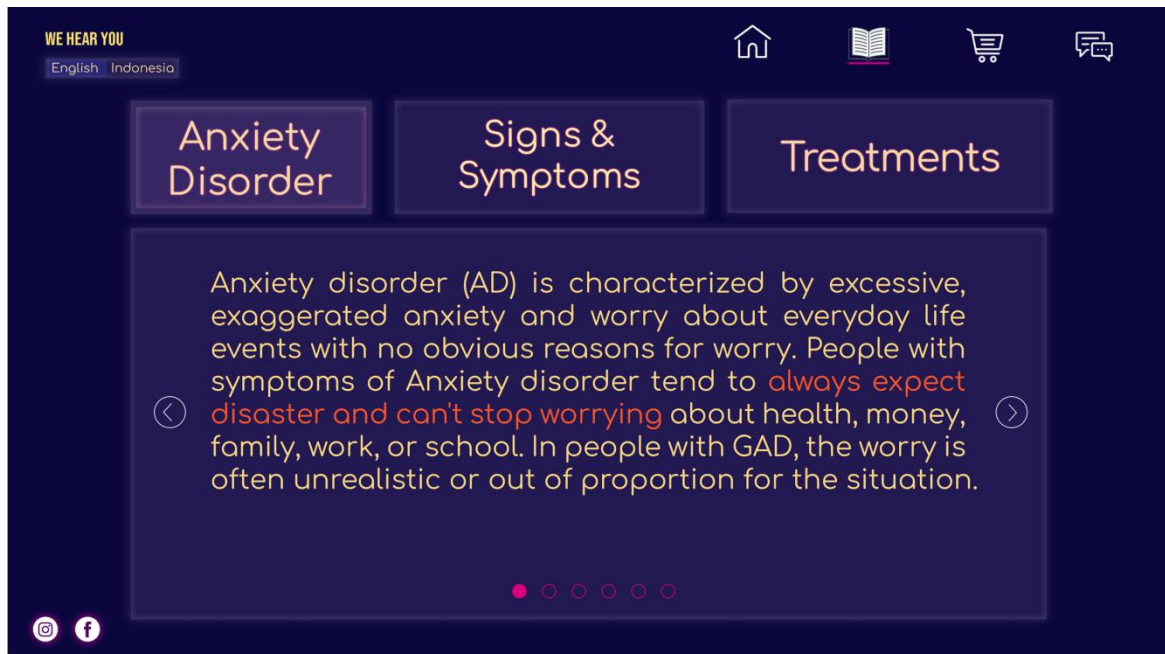 WE HEAR YOU
English Indonesia
Anxiety
Disorder
Signs &
Symptoms
Treatments
Anxiety disorder (AD) is characterized by excessive,
exaggerated anxiety and worry about everyday life
events with no obvious reasons for worry. People with
symptoms of Anxiety disorder tend to always expect
disaster and can't stop worrying about health, money,
family, work, or school. In people with GAD, the worry is
often unrealistic or out of proportion for the situation.